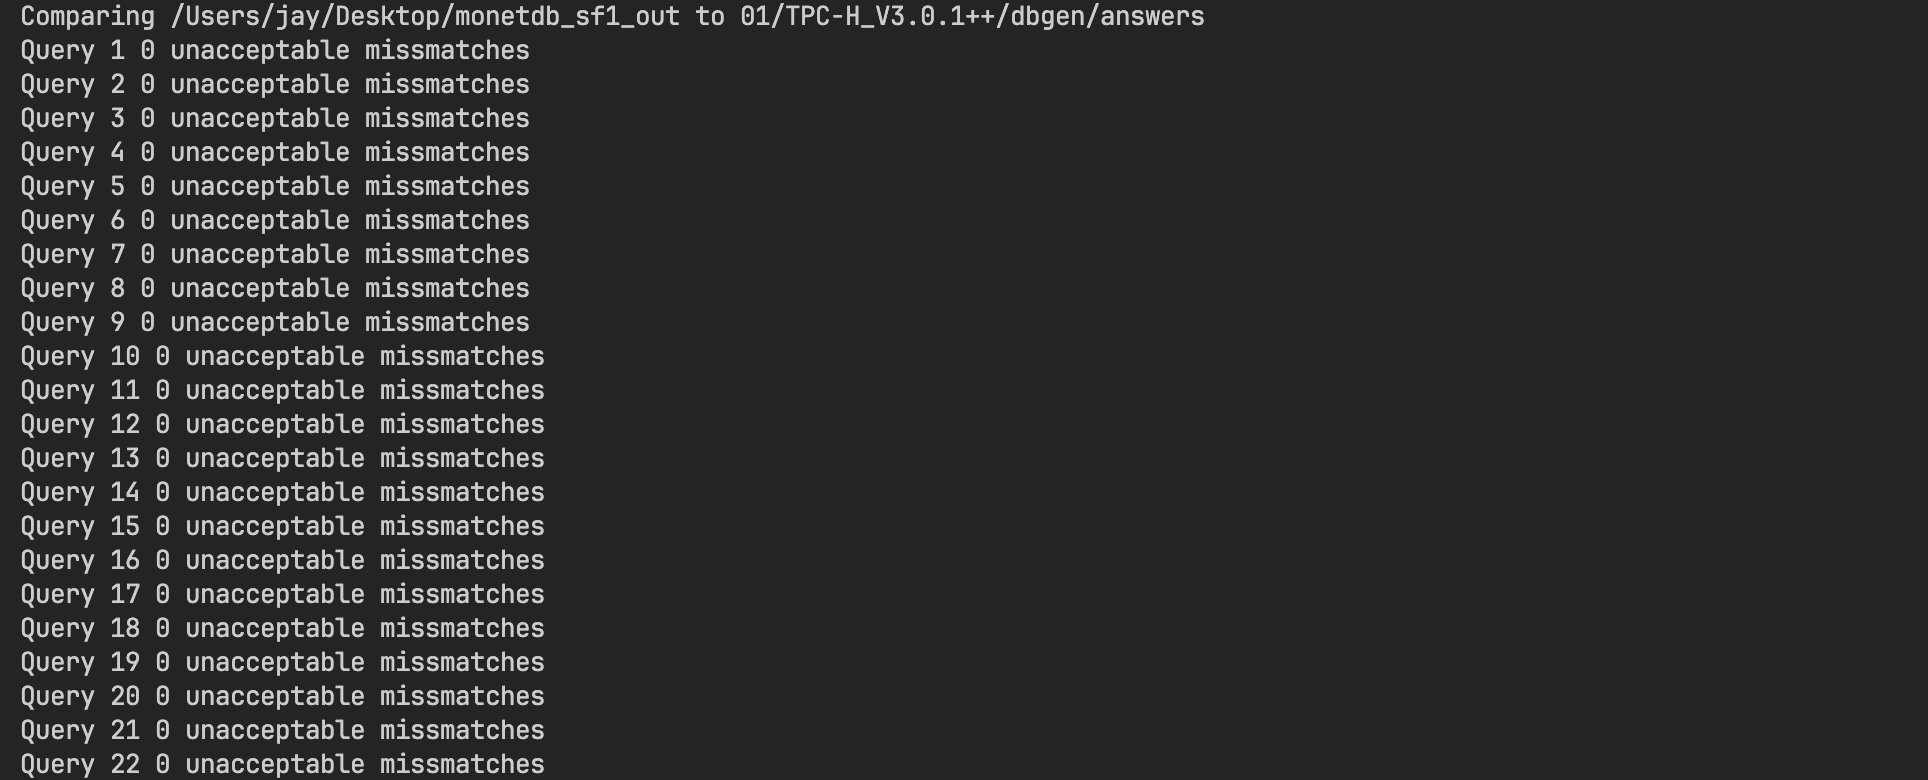 Comparing /Users/jay/Desktop/monetdb_sf1_out to 01/TPC-H_V3.0.1++/dbgen/answers
Query 1 0 unacceptable missmatches
Query 2 0 unacceptable missmatches
Query 3 0 unacceptable missmatches
Query 4 0 unacceptable missmatches
Query 5 0 unacceptable missmatches
Query 6 0 unacceptable missmatches
Query 7 0 unacceptable missmatches
Query 8 0 unacceptable missmatches
Query 9 0 unacceptable missmatches
Query 10 0 unacceptable missmatches
Query 11 0 unacceptable missmatches
Query 12 0 unacceptable missmatches
Query 13 0 unacceptable missmatches
Query 14 0 unacceptable missmatches
Query 15 0 unacceptable missmatches
Query 16 0 unacceptable missmatches
Query 17 0 unacceptable missmatches
Query 18 0 unacceptable missmatches
Query 19 0 unacceptable missmatches
Query 20 0 unacceptable missmatches
Query 21 0 unacceptable missmatches
Query 22 0 unacceptable missmatches